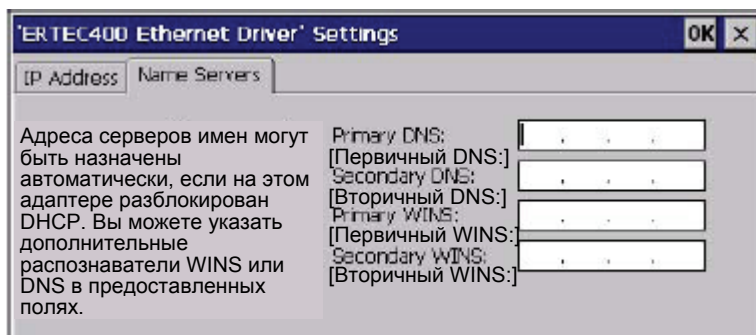 'ERTEC400 Ethernet Driver' Settings
OK ×
IP Address
Name Servers
Адреса серверов имен могут
быть назначены
автоматически, если на этом
адаптере разблокирован
DHCP. Вы можете указать
дополнительные
распознаватели WINS или
DNS в предоставленных
полях.
Primary DNS:
[Первичный DNS:]
Secondary DNS:
[Вторичный DNS:]
Primary WINS:
[Первичный WINS:]
Secondary WINS:
[Вторичный WINS:]